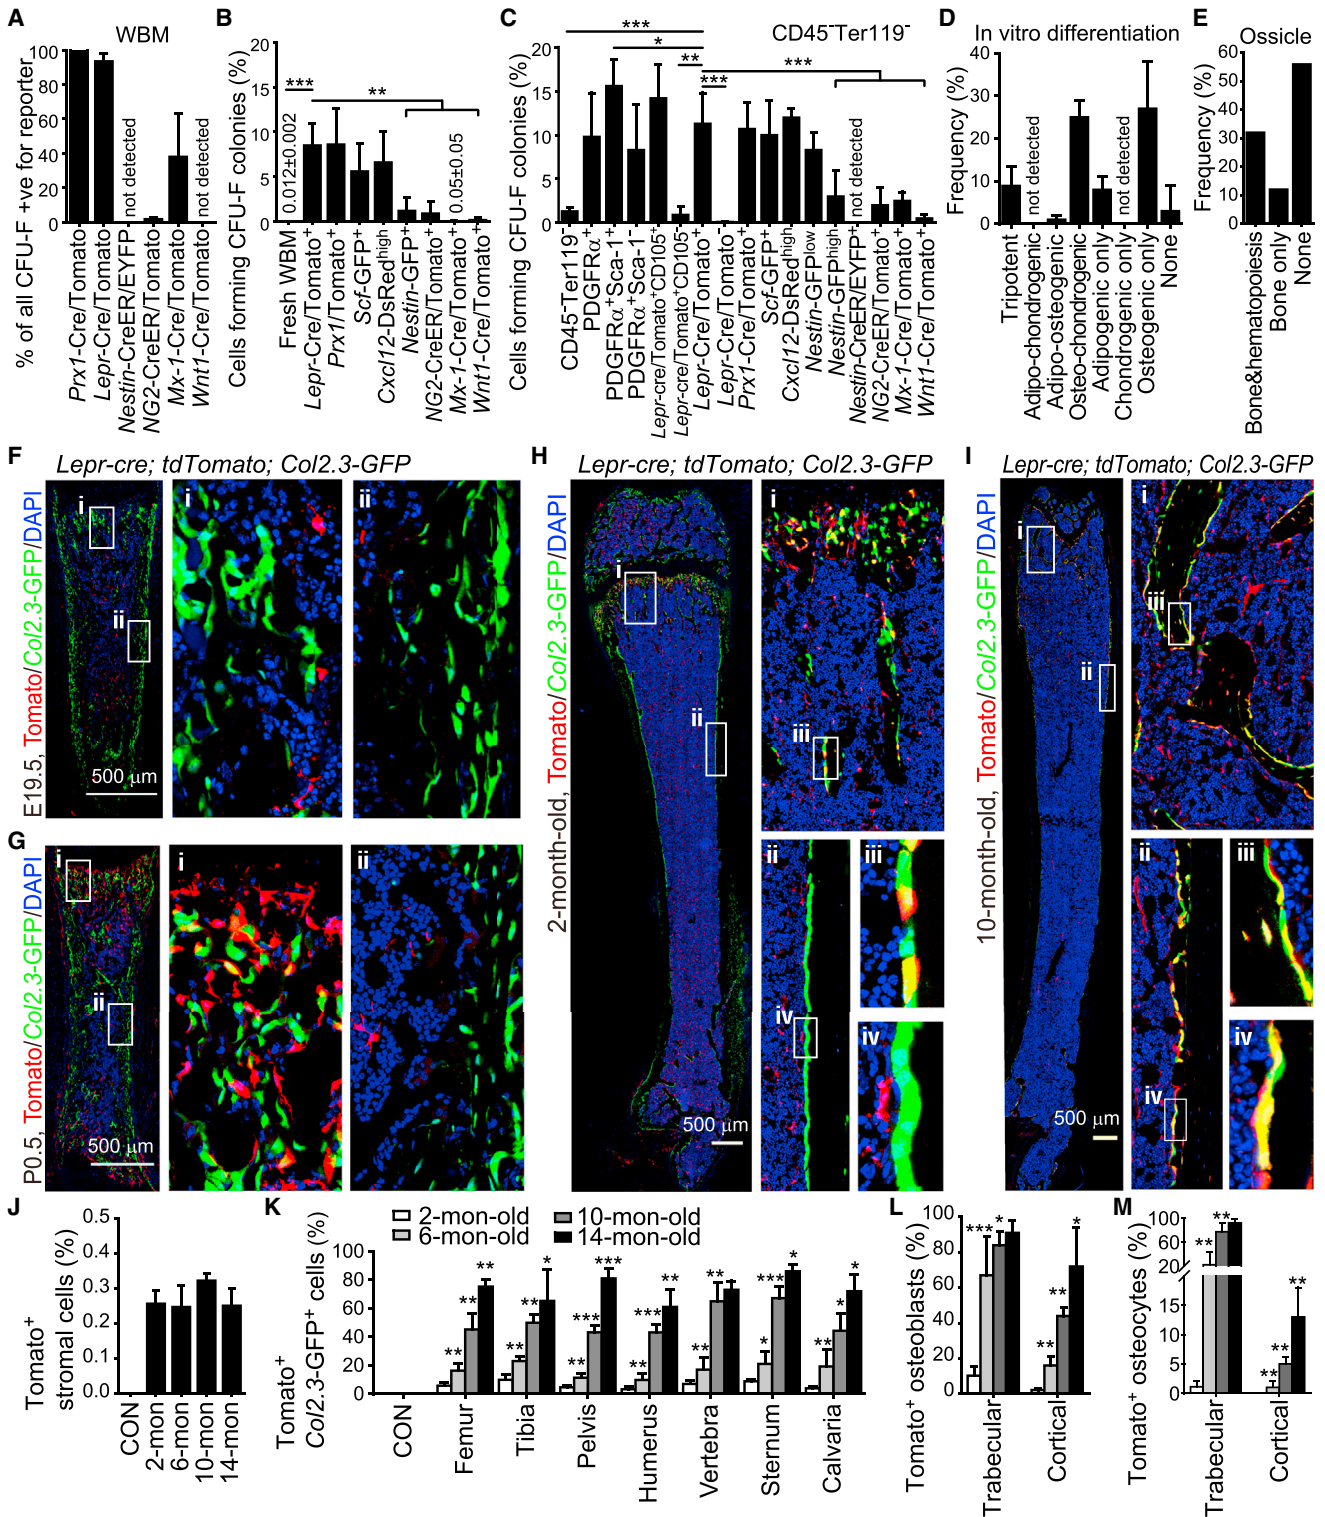 A
WBM
% of all CFU-F +ve for reporter
100
80
60
40
20
0
not detected
not detected
Prx1-Cre/Tomato
Lepr-Cre/Tomato
Nestin-CreER/EYFP
NG2-CreER/Tomato
Mx-1-Cre/Tomato
Wnt1-Cre/Tomato
B
Cells forming CFU-F colonies (%)
20
15
10
5
0
***
**
0.012±0.002
0.05±0.05
Fresh WBM
Lepr-Cre/Tomato+
Prx1/Tomato+
Scf-GFP+
Cxcl12-DsRedhigh
Nestin-GFP+
NG2-CreER/Tomato+
Mx-1-Cre/Tomato+
Wnt1-Cre/Tomato+
C
CD45-Ter119-
Cells forming CFU-F colonies (%)
20
15
10
5
0
***
*
**
***
***
not detected
CD45-Ter119-
PDGFRα+
PDGFRα+Sca-1+
PDGFRα+Sca-1-
Lepr-cre/Tomato+CD105+
Lepr-cre/Tomato+CD105-
Lepr-Cre/Tomato+
Lepr-Cre/Tomato-
Prx1-Cre/Tomato+
Scf-GFP+
Cxcl12-DsRedhigh
Nestin-GFPlow
Nestin-GFPhigh
Nestin-CreER/EYFP+
NG2-CreER/Tomato+
Mx-1-Cre/Tomato+
Wnt1-Cre/Tomato+
D
In vitro differentiation
Frequency (%)
40
30
20
10
0
not detected
not detected
Tripotent
Adipo-chondrogenic
Adipo-osteogenic
Osteo-chondrogenic
Adipogenic only
Chondrogenic only
Osteogenic only
None
E
Ossicle
Frequency (%)
60
50
40
30
20
10
0
Bone&hematopoiesis
Bone only
None
F
Lepr-cre; tdTomato; Col2.3-GFP
E19.5, Tomato/Col2.3-GFP/DAPI
i
ii
500 μm
i
ii
G
P0.5, Tomato/Col2.3-GFP/DAPI
i
ii
500 μm
i
ii
H
Lepr-cre; tdTomato; Col2.3-GFP
2-month-old, Tomato/Col2.3-GFP/DAPI
i
ii
500 μm
i
iii
ii
iv
iii
iv
I
Lepr-cre; tdTomato; Col2.3-GFP
10-month-old, Tomato/Col2.3-GFP/DAPI
i
ii
500 μm
i
iii
ii
iv
iii
iv
J
Tomato+
stromal cells (%)
0.5
0.4
0.3
0.2
0.1
0.0
CON
2-mon
6-mon
10-mon
14-mon
K
2-mon-old
6-mon-old
10-mon-old
14-mon-old
Tomato+
Col2.3-GFP+ cells (%)
100
80
60
40
20
0
** ** **
** ** *
** *** ***
** *** **
** **
* *** *
* *
CON
Femur
Tibia
Pelvis
Humerus
Vertebra
Sternum
Calvaria
L
Tomato+ osteoblasts (%)
100
80
60
40
20
0
*** *
** ** *
Trabecular
Cortical
M
Tomato+ osteocytes (%)
100
60
20
15
10
5
0
** **
** ** **
Trabecular
Cortical